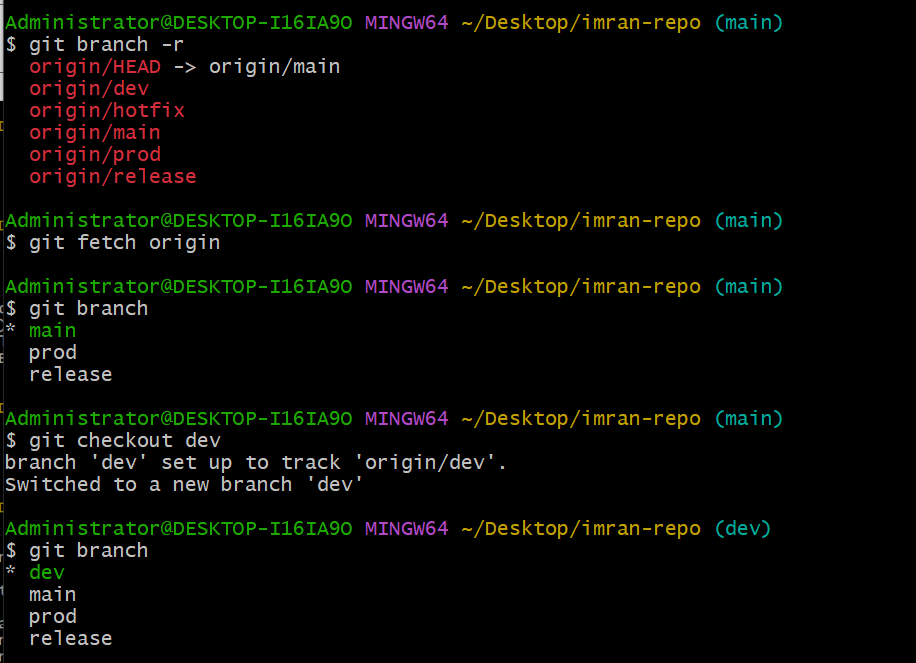 Administrator@DESKTOP-I16IA9O MINGW64 ~/Desktop/imran-repo (main)
$ git branch -r
  origin/HEAD -> origin/main
  origin/dev
  origin/hotfix
  origin/main
  origin/prod
  origin/release

Administrator@DESKTOP-I16IA9O MINGW64 ~/Desktop/imran-repo (main)
$ git fetch origin

Administrator@DESKTOP-I16IA9O MINGW64 ~/Desktop/imran-repo (main)
$ git branch
* main
  prod
  release

Administrator@DESKTOP-I16IA9O MINGW64 ~/Desktop/imran-repo (main)
$ git checkout dev
branch 'dev' set up to track 'origin/dev'.
Switched to a new branch 'dev'

Administrator@DESKTOP-I16IA9O MINGW64 ~/Desktop/imran-repo (dev)
$ git branch
* dev
  main
  prod
  release